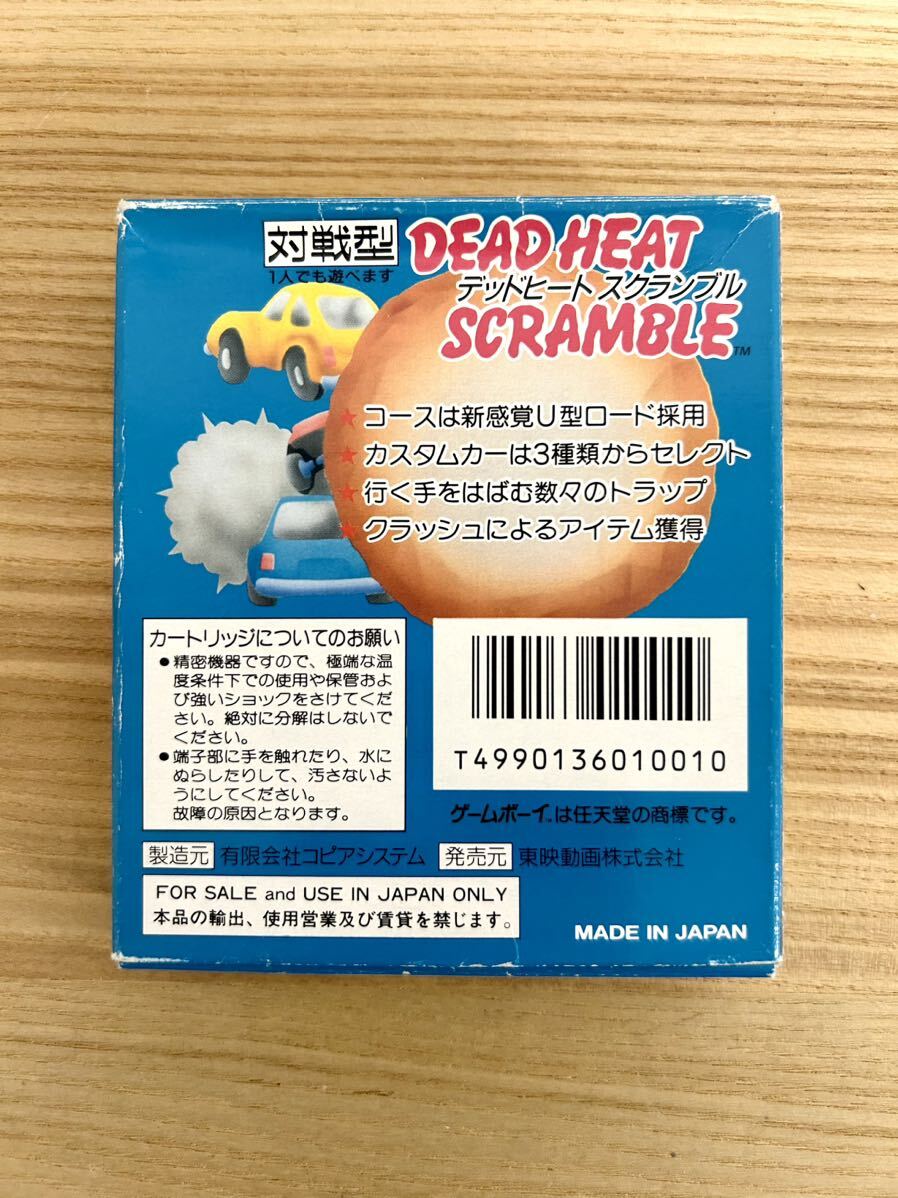 対戦型
1人でも遊べます
DEAD HEAT
デッドヒート スクランブル
SCRAMBLE™
★コースは新感覚U型ロード採用
★カスタムカーは3種類からセレクト
★行く手をはばむ数々のトラップ
★クラッシュによるアイテム獲得
カートリッジについてのお願い
●精密機器ですので、極端な温
度条件下での使用や保管およ
び強いショックをさけてくだ
さい。絶対に分解はしないで
ください。
●端子部に手を触れたり、水に
ぬらしたりして、汚さないよ
うにしてください。
故障の原因となります。
T4990136010010
ゲームボーイ™は任天堂の商標です。
製造元 有限会社コピアシステム 発売元 東映動画株式会社
FOR SALE and USE IN JAPAN ONLY
本品の輸出、使用営業及び賃貸を禁じます。
MADE IN JAPAN